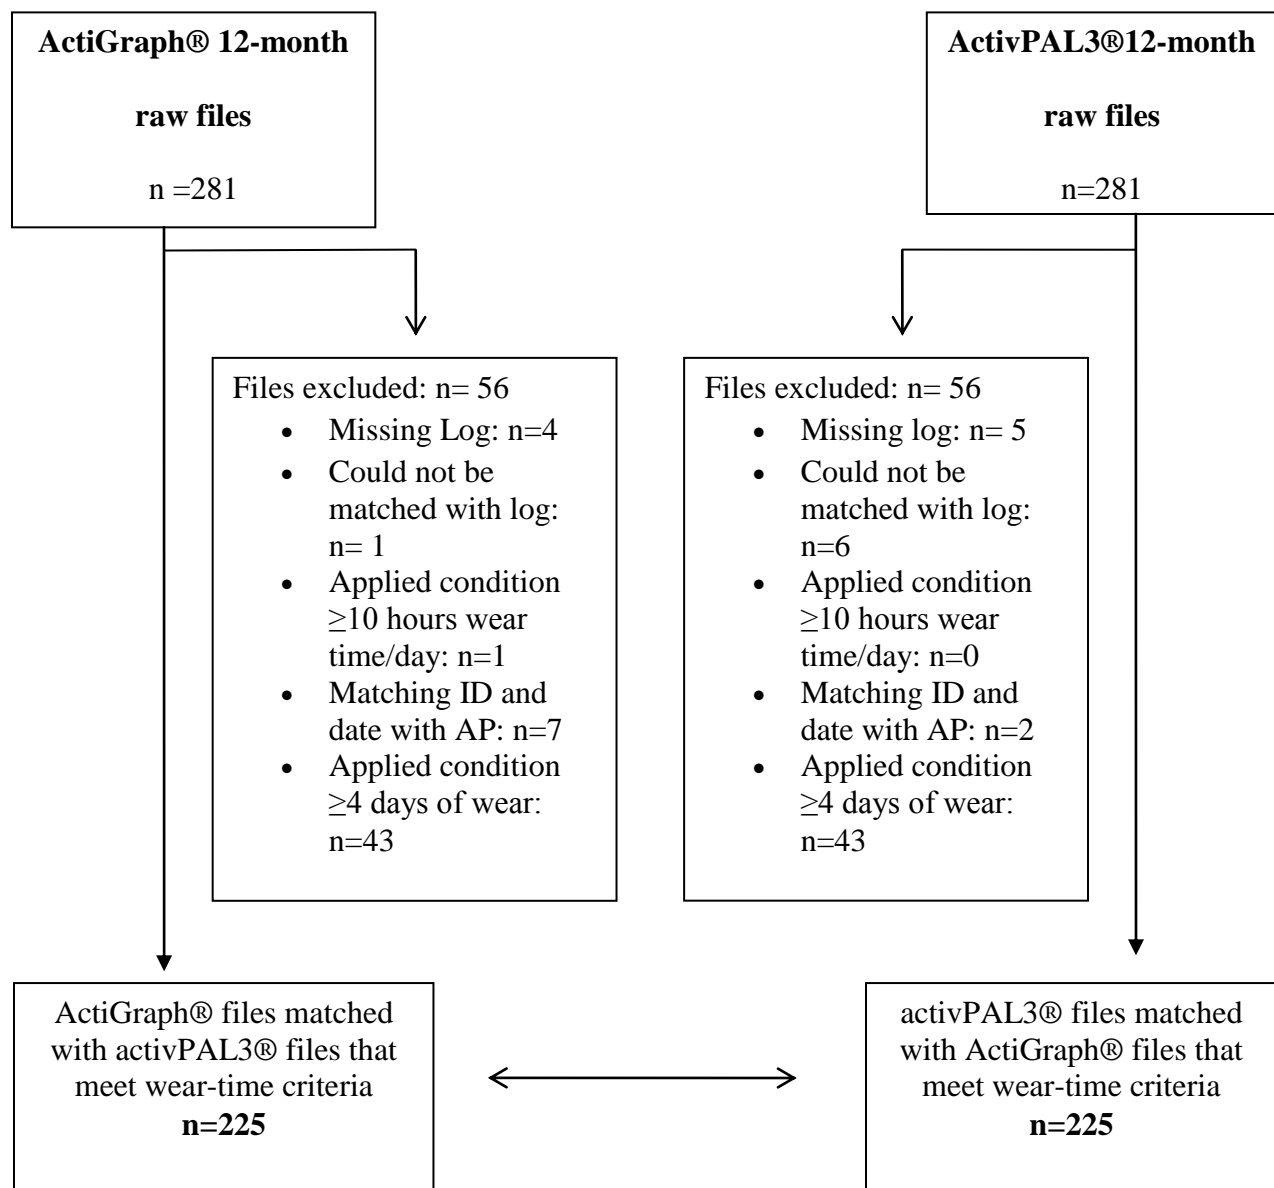 ActiGraph® 12-month
raw files
n =281
ActivPAL3®12-month
raw files
n=281
Files excluded: n= 56
• Missing Log: n=4
• Could not be
matched with log:
n= 1
• Applied condition
≥10 hours wear
time/day: n=1
• Matching ID and
date with AP: n=7
• Applied condition
≥4 days of wear:
n=43
Files excluded: n= 56
• Missing log: n= 5
• Could not be
matched with log:
n=6
• Applied condition
≥10 hours wear
time/day: n=0
• Matching ID and
date with AP: n=2
• Applied condition
≥4 days of wear:
n=43
ActiGraph® files matched
with activPAL3® files that
meet wear-time criteria
n=225
activPAL3® files matched
with ActiGraph® files that
meet wear-time criteria
n=225